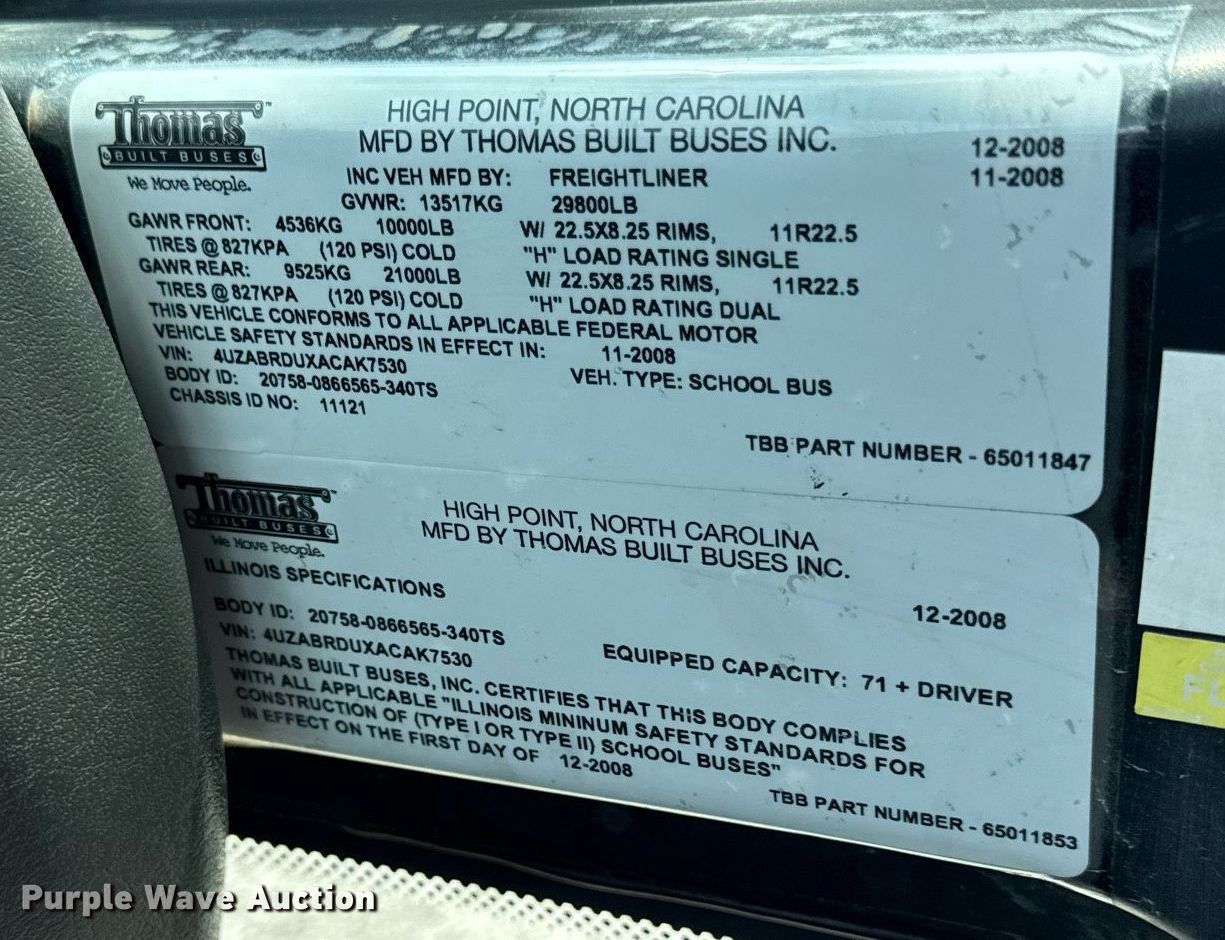 Thomas
BUILT BUSES
We Move People.
HIGH POINT, NORTH CAROLINA
MFD BY THOMAS BUILT BUSES INC.
12-2008
INC VEH MFD BY: FREIGHTLINER 11-2008
GVWR: 13517KG 29800LB
GAWR FRONT: 4536KG 10000LB W/ 22.5X8.25 RIMS, 11R22.5
TIRES @ 827KPA (120 PSI) COLD "H" LOAD RATING SINGLE
GAWR REAR: 9525KG 21000LB W/ 22.5X8.25 RIMS, 11R22.5
TIRES @ 827KPA (120 PSI) COLD "H" LOAD RATING DUAL
THIS VEHICLE CONFORMS TO ALL APPLICABLE FEDERAL MOTOR
VEHICLE SAFETY STANDARDS IN EFFECT IN: 11-2008
VIN: 4UZABRDUXACAK7530
BODY ID: 20758-0866565-340TS VEH. TYPE: SCHOOL BUS
CHASSIS ID NO: 11121
TBB PART NUMBER - 65011847
Thomas
BUILT BUSES
We Move People.
HIGH POINT, NORTH CAROLINA
MFD BY THOMAS BUILT BUSES INC.
ILLINOIS SPECIFICATIONS
12-2008
BODY ID: 20758-0866565-340TS
VIN: 4UZABRDUXACAK7530 EQUIPPED CAPACITY: 71 + DRIVER
THOMAS BUILT BUSES, INC. CERTIFIES THAT THIS BODY COMPLIES
WITH ALL APPLICABLE "ILLINOIS MININUM SAFETY STANDARDS FOR
CONSTRUCTION OF (TYPE I OR TYPE II) SCHOOL BUSES"
IN EFFECT ON THE FIRST DAY OF 12-2008
TBB PART NUMBER - 65011853
Purple Wave Auction